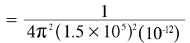 = 1 / 4π²(1.5×10⁵)²(10⁻¹²)